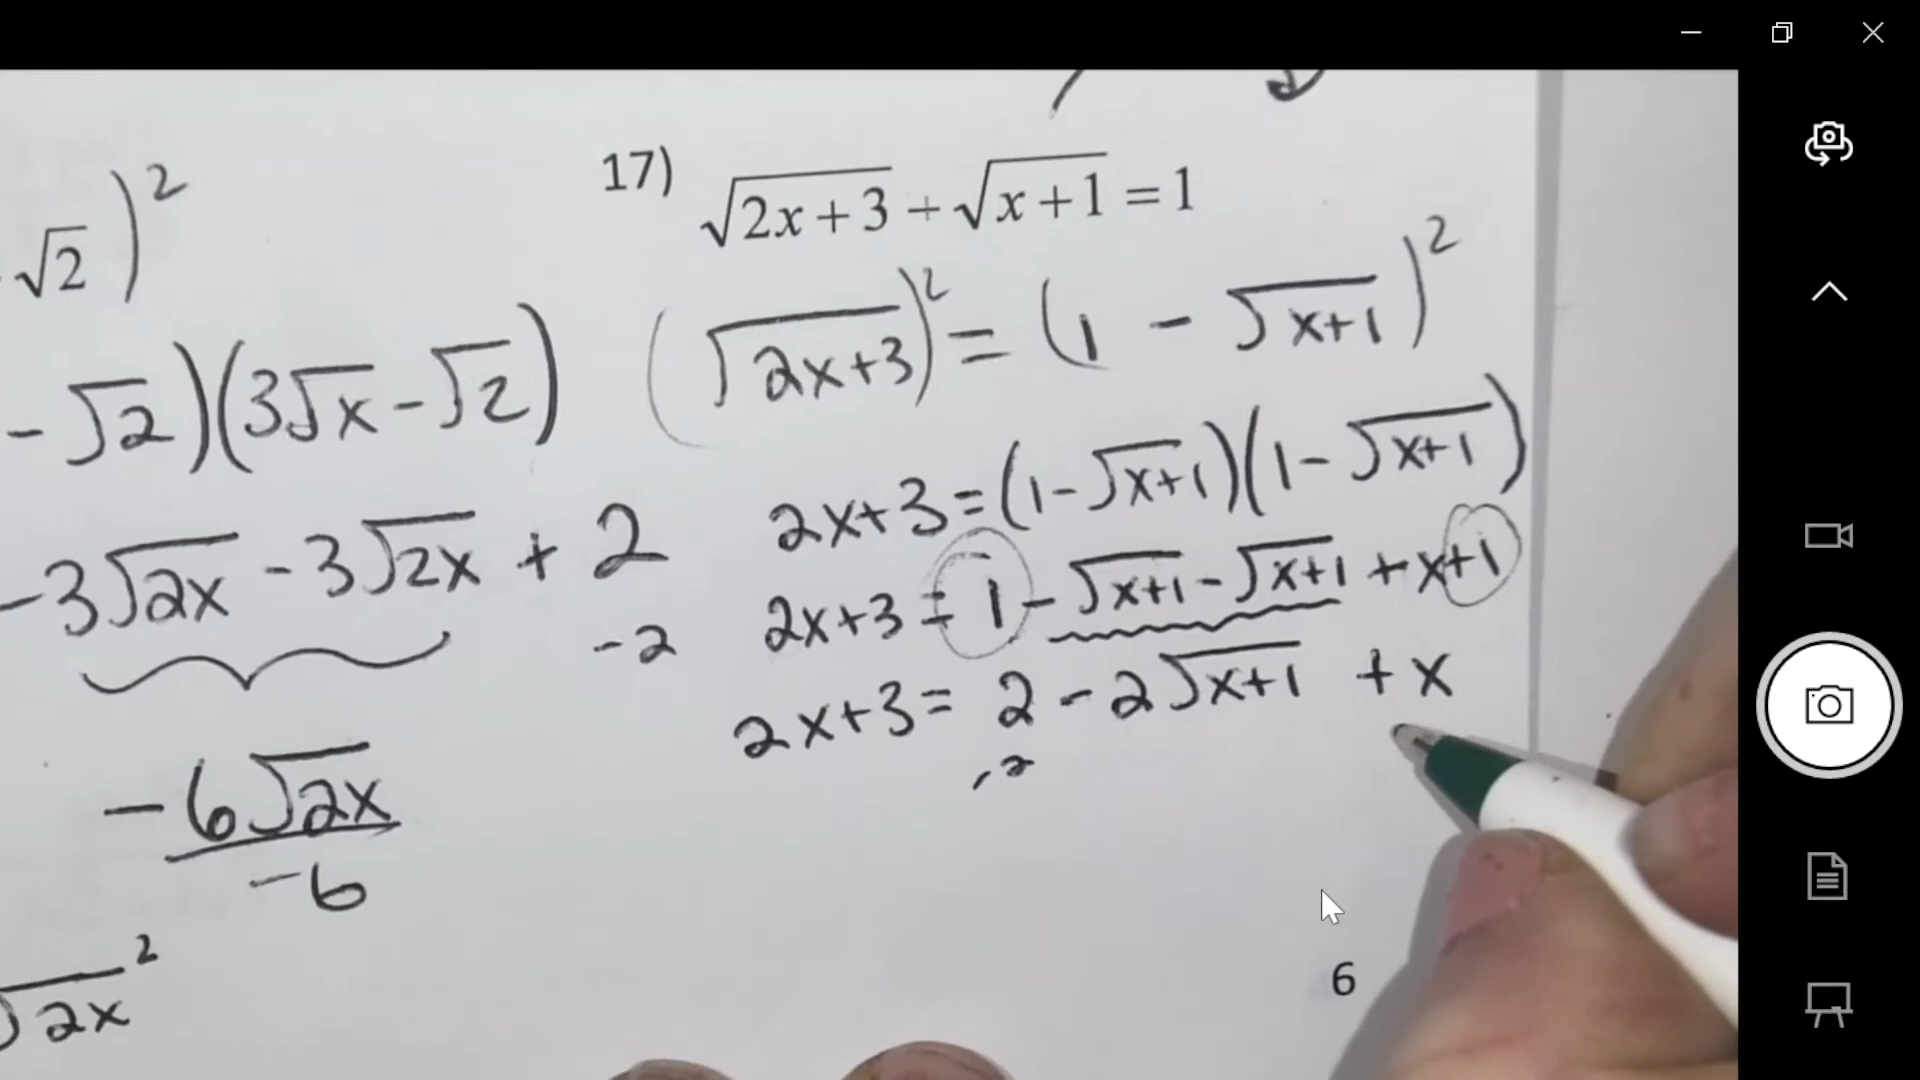 √2)²
- √2)(3√x - √2)
- 3√2x - 3√2x + 2
- 2
- 6√2x
- 6
√2x²
17) √2x+3 + √x+1 = 1
(√2x+3)² = (1 - √x+1)²
2x+3 = (1-√x+1)(1-√x+1)
2x+3 = 1 - √x+1 - √x+1 + x+1
2x+3 = 2 - 2√x+1 + x
-2
6